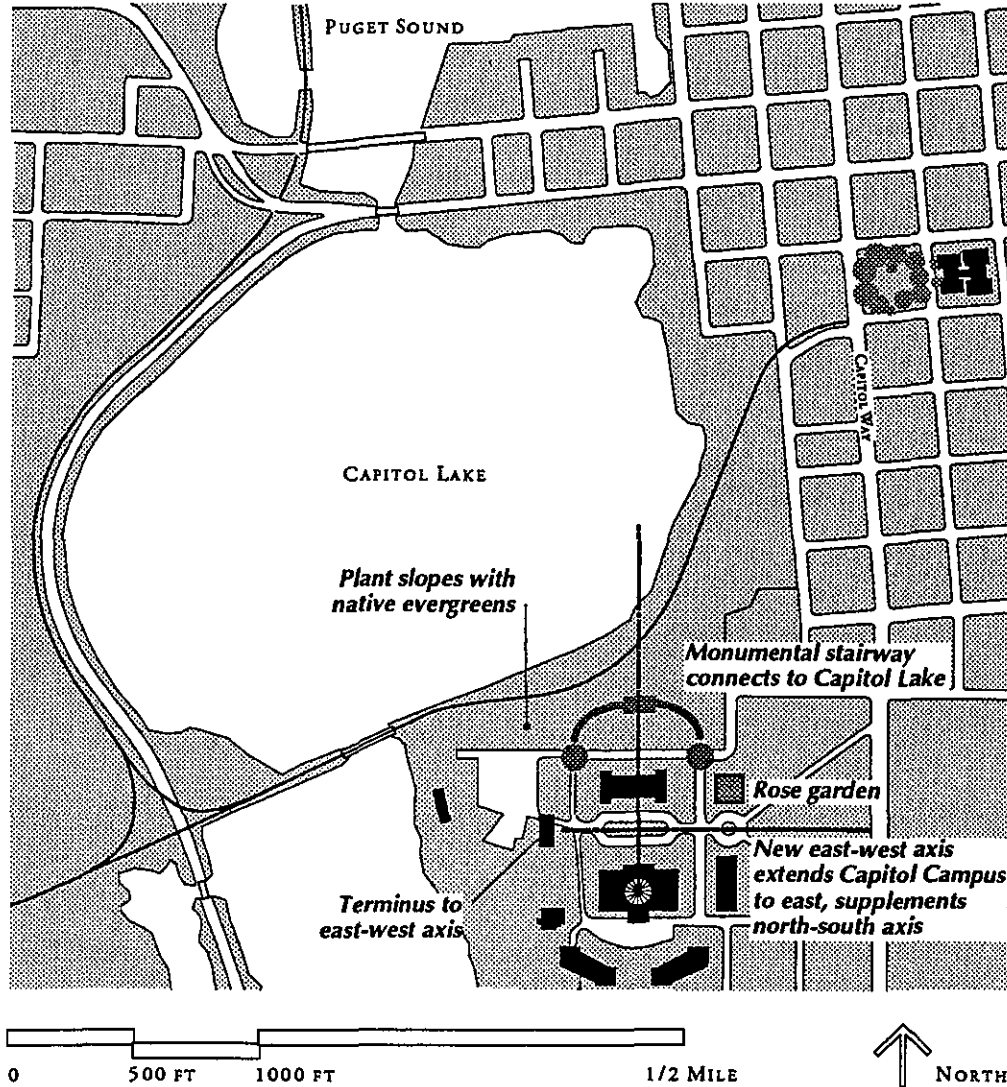 PUGET SOUND
CAPITOL WAY
CAPITOL LAKE
Plant slopes with
native evergreens
Monumental stairway
connects to Capitol Lake
Rose garden
New east-west axis
extends Capitol Campus
to east, supplements
north-south axis
Terminus to
east-west axis
0 500 FT 1000 FT 1/2 MILE NORTH